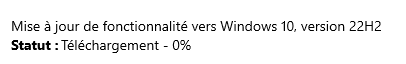 Mise à jour de fonctionnalité vers Windows 10, version 22H2
Statut : Téléchargement - 0%